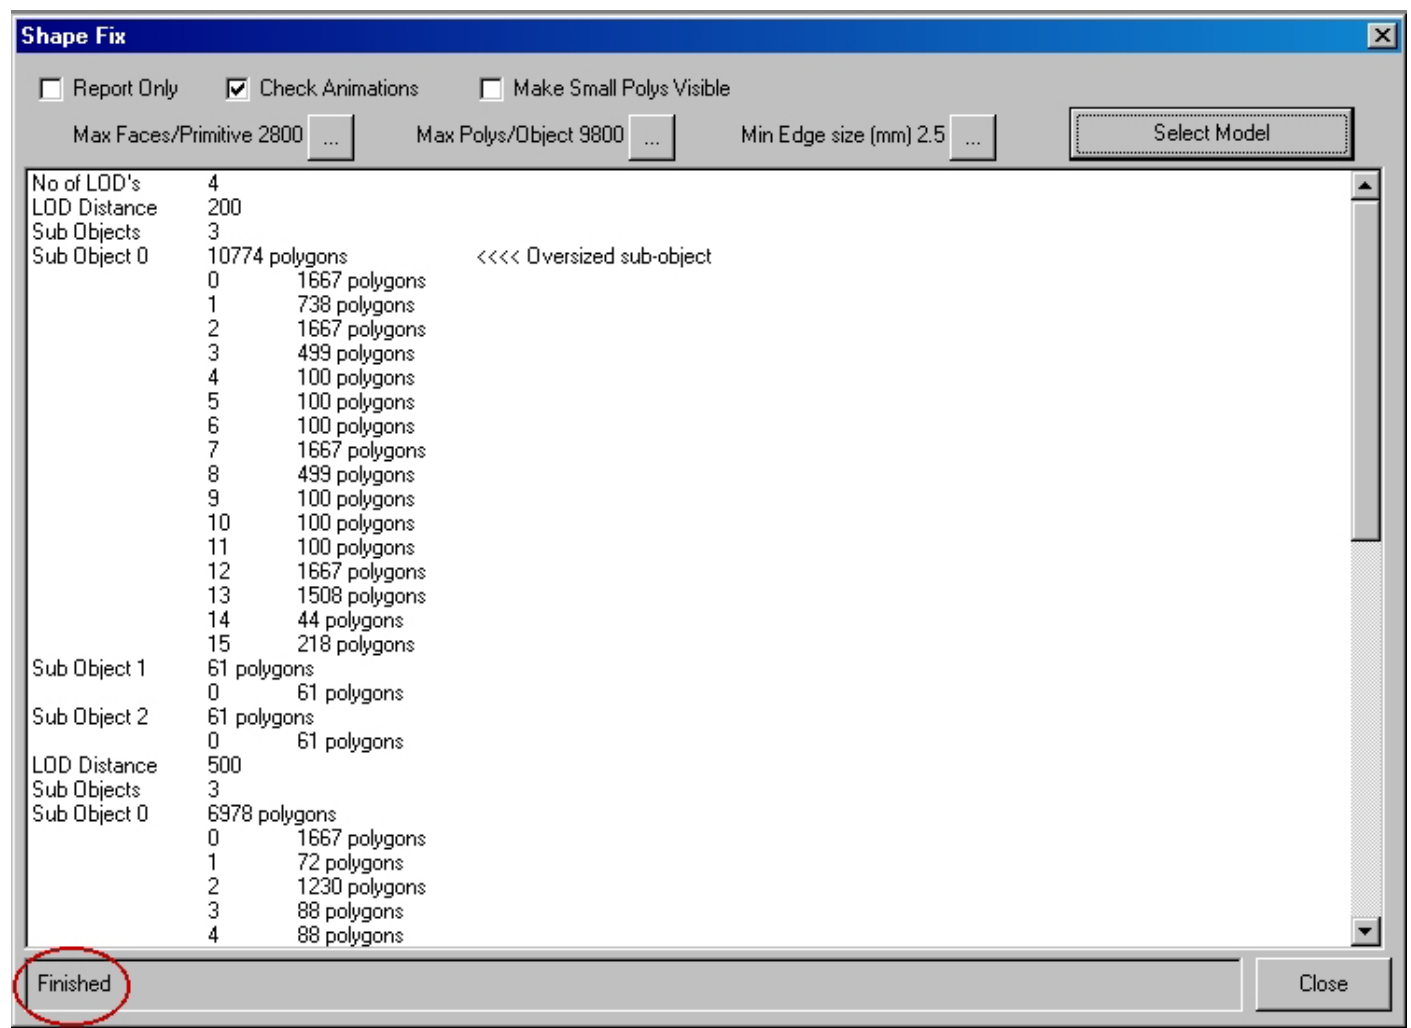 Shape Fix
Report Only Check Animations Make Small Polys Visible
Max Faces/Primitive 2800 ... Max Polys/Object 9800 ... Min Edge size (mm) 2.5 ... Select Model
No of LOD's 4
LOD Distance 200
Sub Objects 3
Sub Object 0 10774 polygons <<<< Oversized sub-object
0 1667 polygons
1 738 polygons
2 1667 polygons
3 499 polygons
4 100 polygons
5 100 polygons
6 100 polygons
7 1667 polygons
8 499 polygons
9 100 polygons
10 100 polygons
11 100 polygons
12 1667 polygons
13 1508 polygons
14 44 polygons
15 218 polygons
Sub Object 1 61 polygons
0 61 polygons
Sub Object 2 61 polygons
0 61 polygons
LOD Distance 500
Sub Objects 3
Sub Object 0 6978 polygons
0 1667 polygons
1 72 polygons
2 1230 polygons
3 88 polygons
4 88 polygons
Finished Close